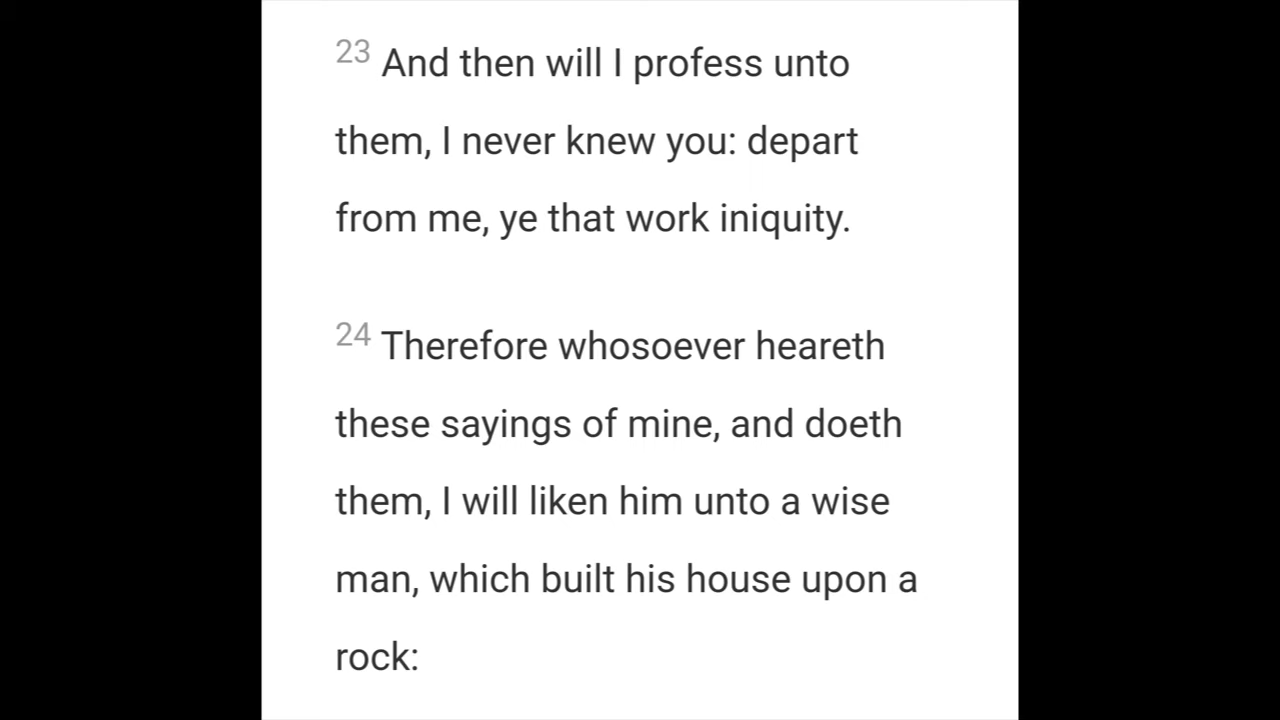 23 And then will I profess unto
them, I never knew you: depart
from me, ye that work iniquity.
24 Therefore whosoever heareth
these sayings of mine, and doeth
them, I will liken him unto a wise
man, which built his house upon a
rock: